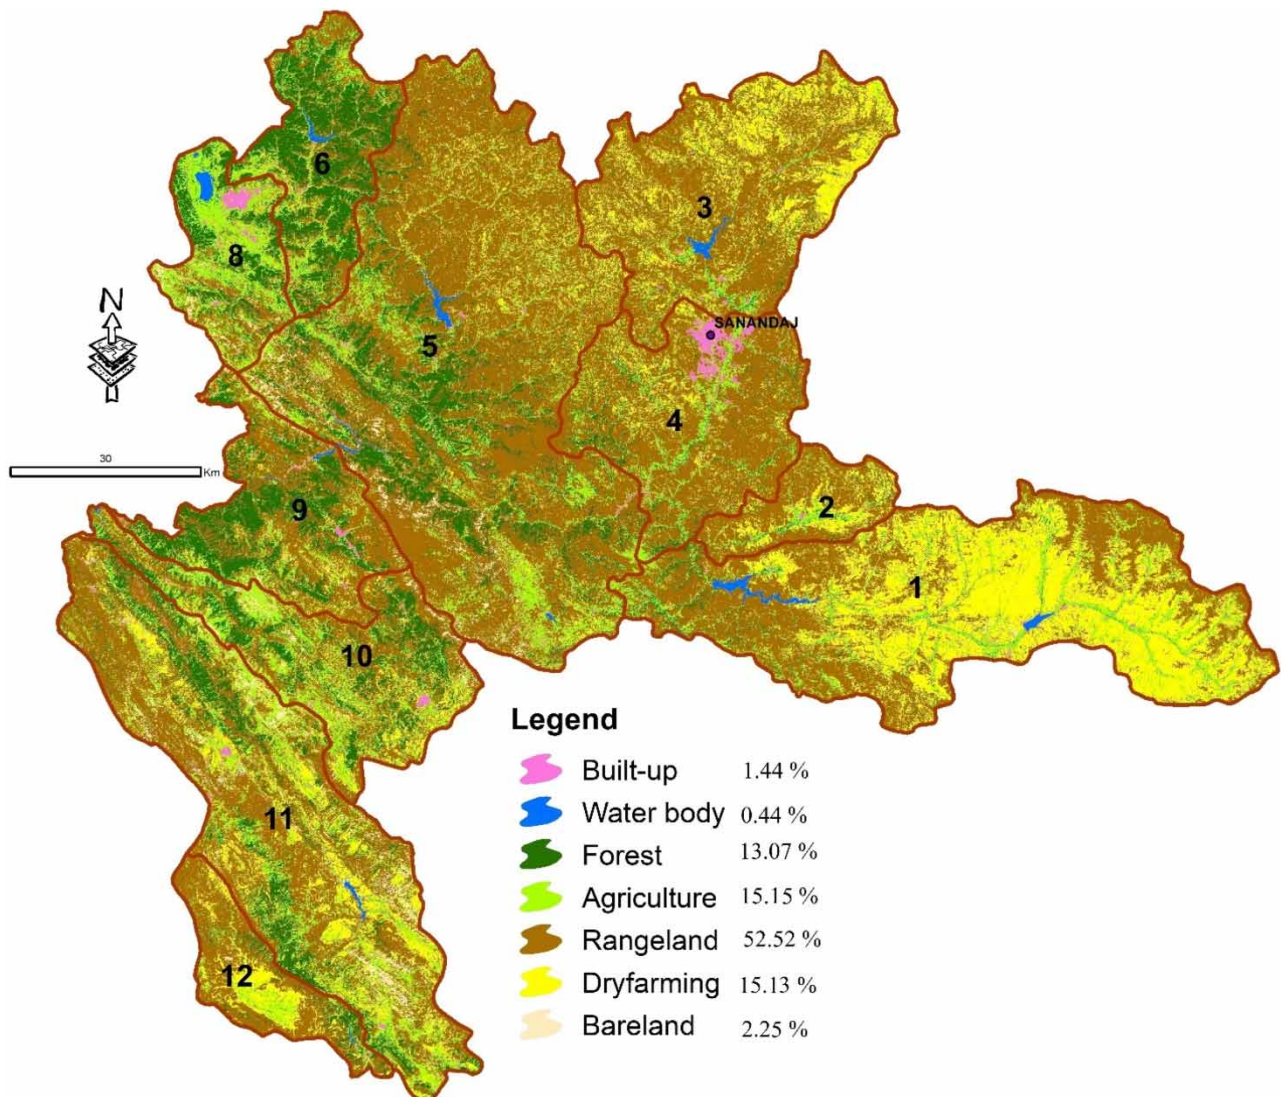 6
3
8
N
SANANDAJ
5
4
30
Km
2
9
1
10
Legend
Built-up 1.44 %
Water body 0.44 %
Forest 13.07 %
Agriculture 15.15 %
Rangeland 52.52 %
Dryfarming 15.13 %
Bareland 2.25 %
11
12